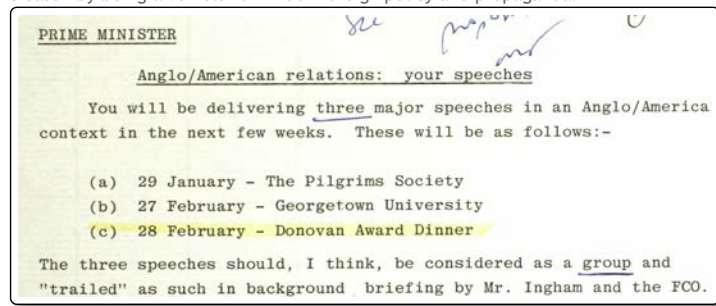 PRIME MINISTER
Anglo/American relations: your speeches
You will be delivering three major speeches in an Anglo/America
context in the next few weeks. These will be as follows:-
(a) 29 January - The Pilgrims Society
(b) 27 February - Georgetown University
(c) 28 February - Donovan Award Dinner
The three speeches should, I think, be considered as a group and
"trailed" as such in background briefing by Mr. Ingham and the FCO.